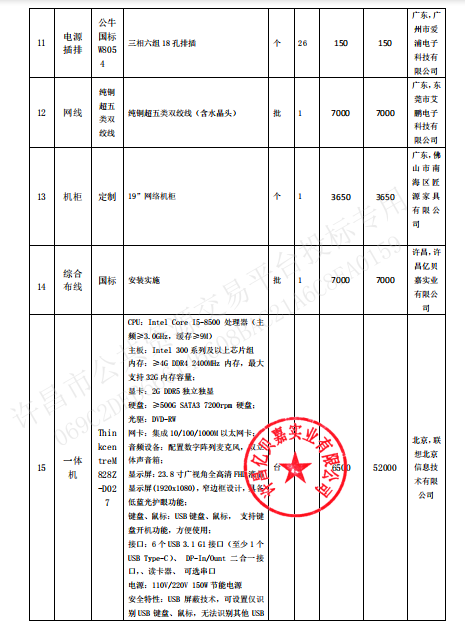 11
电源
插排
公牛
国标
W805
4
三相六组 18 孔排插
个
26
150
150
广东，广
州市爱
浦电子
科技有
限公司
12
网线
纯铜
超五
类双
绞线
纯铜超五类双绞线（含水晶头）
批
1
7000
7000
广东，东
莞市艾
鹏电子
科技有
限公司
13
机柜
定制
19”网络机柜
个
1
3650
3650
广东，佛
山市南
海区匠
源家具
有限公
司
14
综合
布线
国标
安装实施
批
1
7000
7000
许昌，许
昌亿贝
嘉实业
有限公
司
15
一体
机
Thin
kcen
treM
828Z
-D02
7
CPU：Intel Core I5-8500 处理器（主
频≥3.0GHz，缓存≥9M）
主板：Intel 300 系列及以上芯片组
内存：≥4G DDR4 2400MHz 内存，最大
支持 32G 内存容量；
显卡：2G DDR5 独立独显
硬盘：≥500G SATA3 7200rpm 硬盘；
光驱：DVD-RW
网卡：集成 10/100/1000M 以太网卡；
音频设备：配置数字阵列麦克风，
体声音箱；
显示屏：23.8 寸广视角全高清 FHD
显示屏(1920x1080)，窄边框设计，具备
低蓝光护眼功能；
键盘、鼠标：USB 键盘、鼠标， 支持键
盘开机功能，方便使用；
接口：6 个 USB 3.1 G1 接口（至少 1 个
USB Type-C）、 DP-In/Ount 二合一接
口，、读卡器、 可选串口
电源：110V/220V 150W 节能电源
安全特性：USB 屏蔽技术，可设置仅识
别 USB 键盘、鼠标，无法识别其他 USB
台
6500
52000
北京，联
想北京
信息技
术有限
公司
许昌亿贝嘉实业有限公司